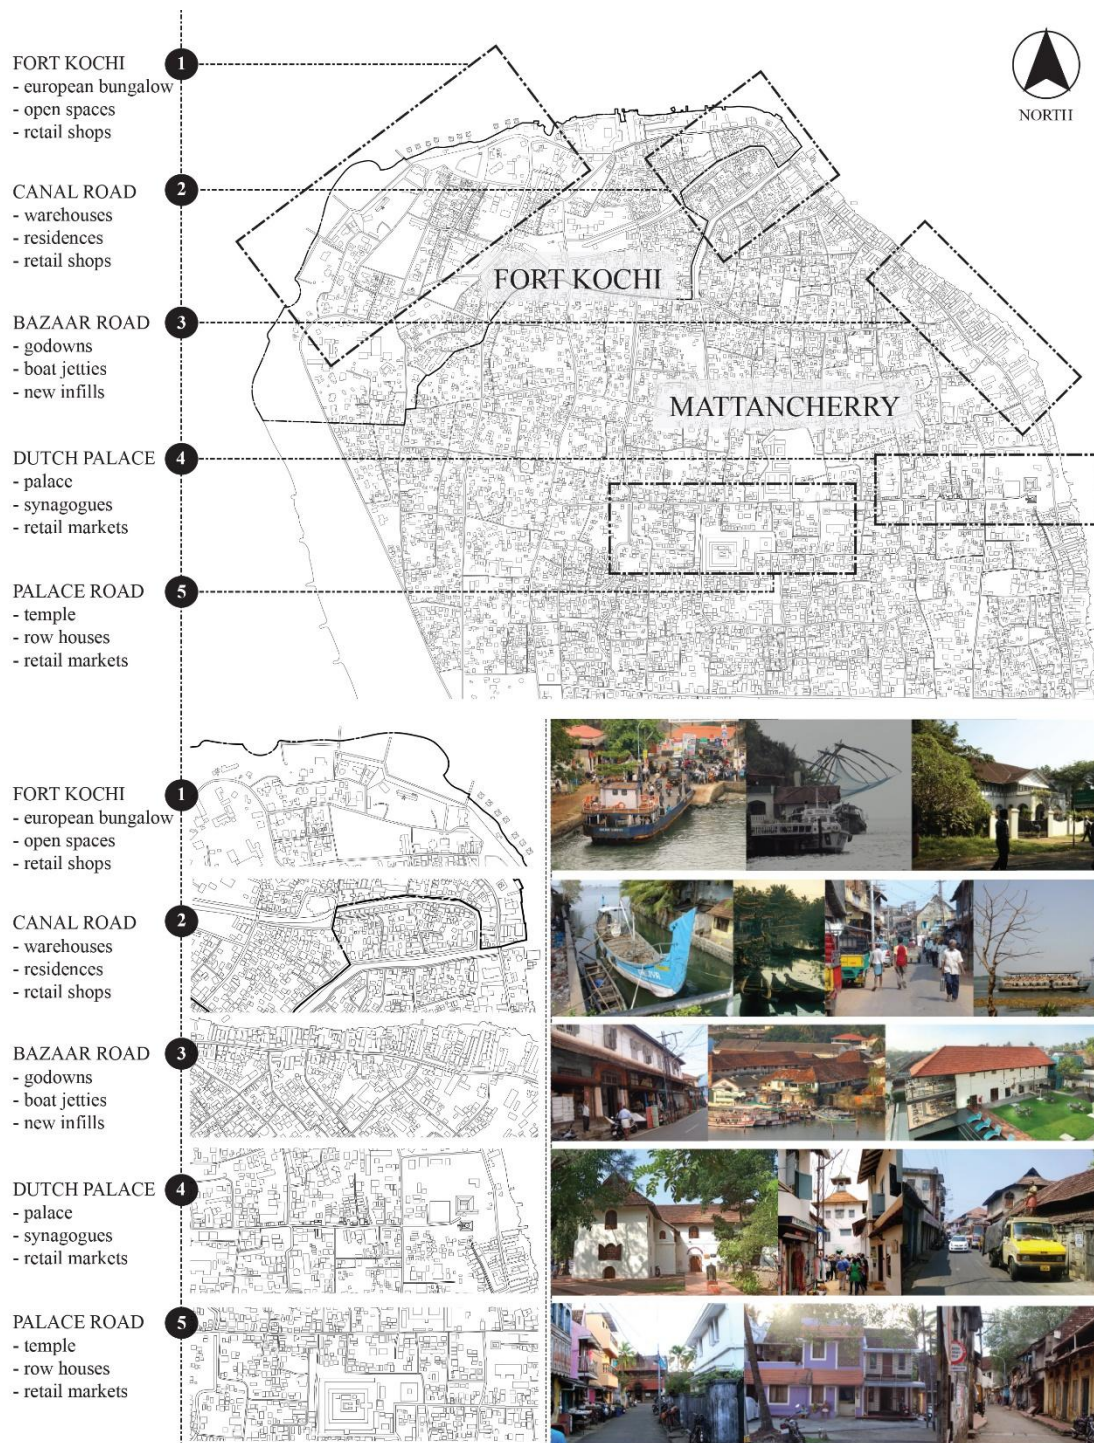 FORT KOCHI
- european bungalow
- open spaces
- retail shops
1
NORTH
CANAL ROAD
- warehouses
- residences
- retail shops
2
FORT KOCHI
BAZAAR ROAD
- godowns
- boat jetties
- new infills
3
MATTANCHERRY
DUTCH PALACE
- palace
- synagogues
- retail markets
4
PALACE ROAD
- temple
- row houses
- retail markets
5
FORT KOCHI
- european bungalow
- open spaces
- retail shops
1
CANAL ROAD
- warehouses
- residences
- retail shops
2
BAZAAR ROAD
- godowns
- boat jetties
- new infills
3
DUTCH PALACE
- palace
- synagogues
- retail markets
4
PALACE ROAD
- temple
- row houses
- retail markets
5